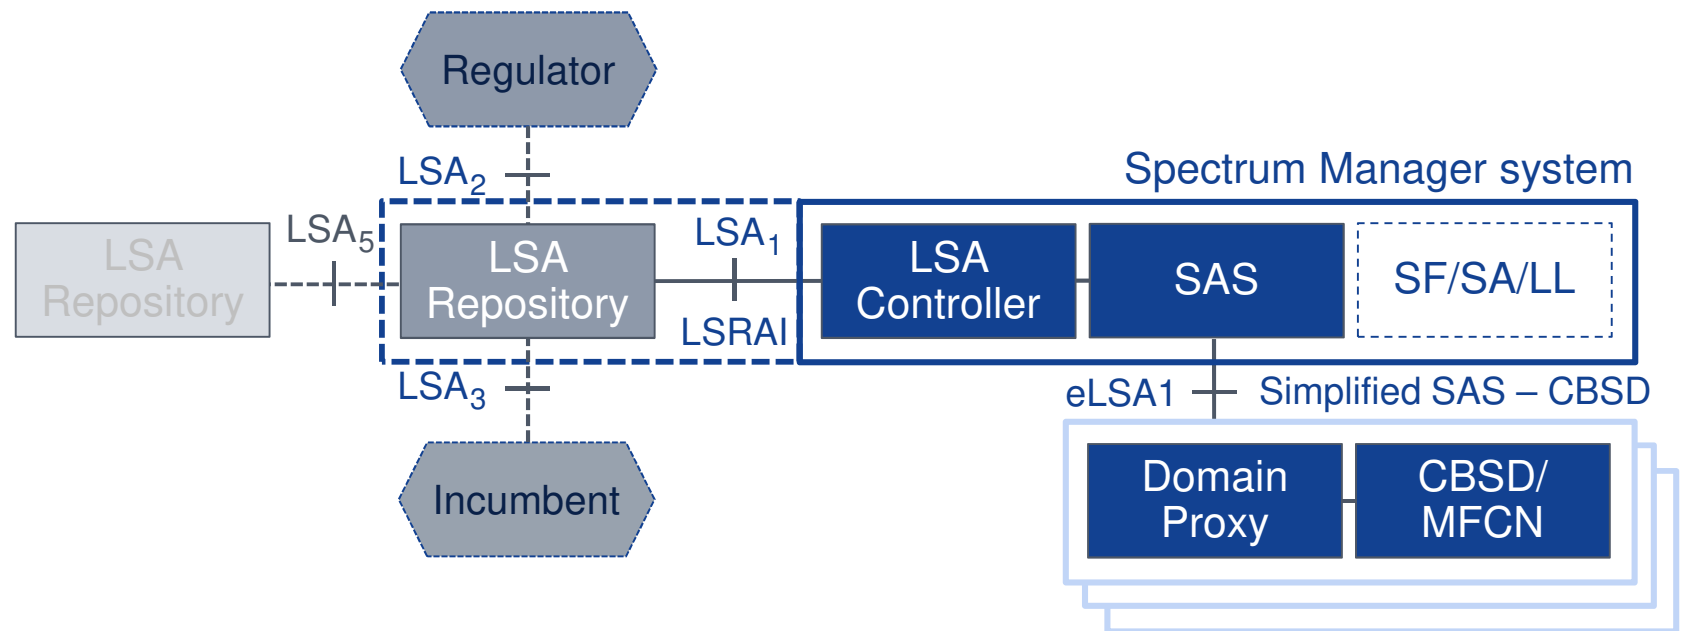 Regulator
LSA2
Spectrum Manager system
LSA
Repository
LSA5
LSA
Repository
LSA1
LSRAI
LSA
Controller
SAS
SF/SA/LL
LSA3
eLSA1
Simplified SAS – CBSD
Incumbent
Domain
Proxy
CBSD/
MFCN